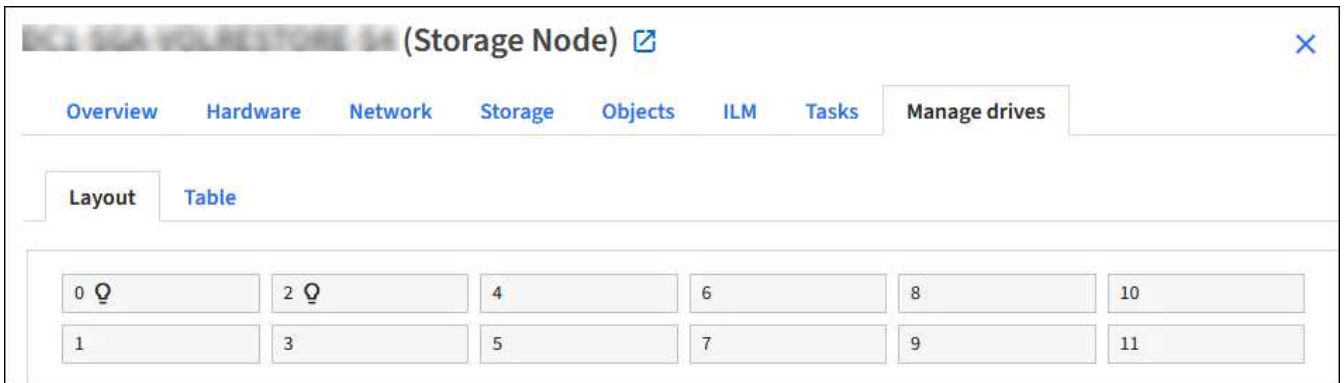 (Storage Node)
Overview Hardware Network Storage Objects ILM Tasks Manage drives
Layout Table
0 2 4 6 8 10
1 3 5 7 9 11